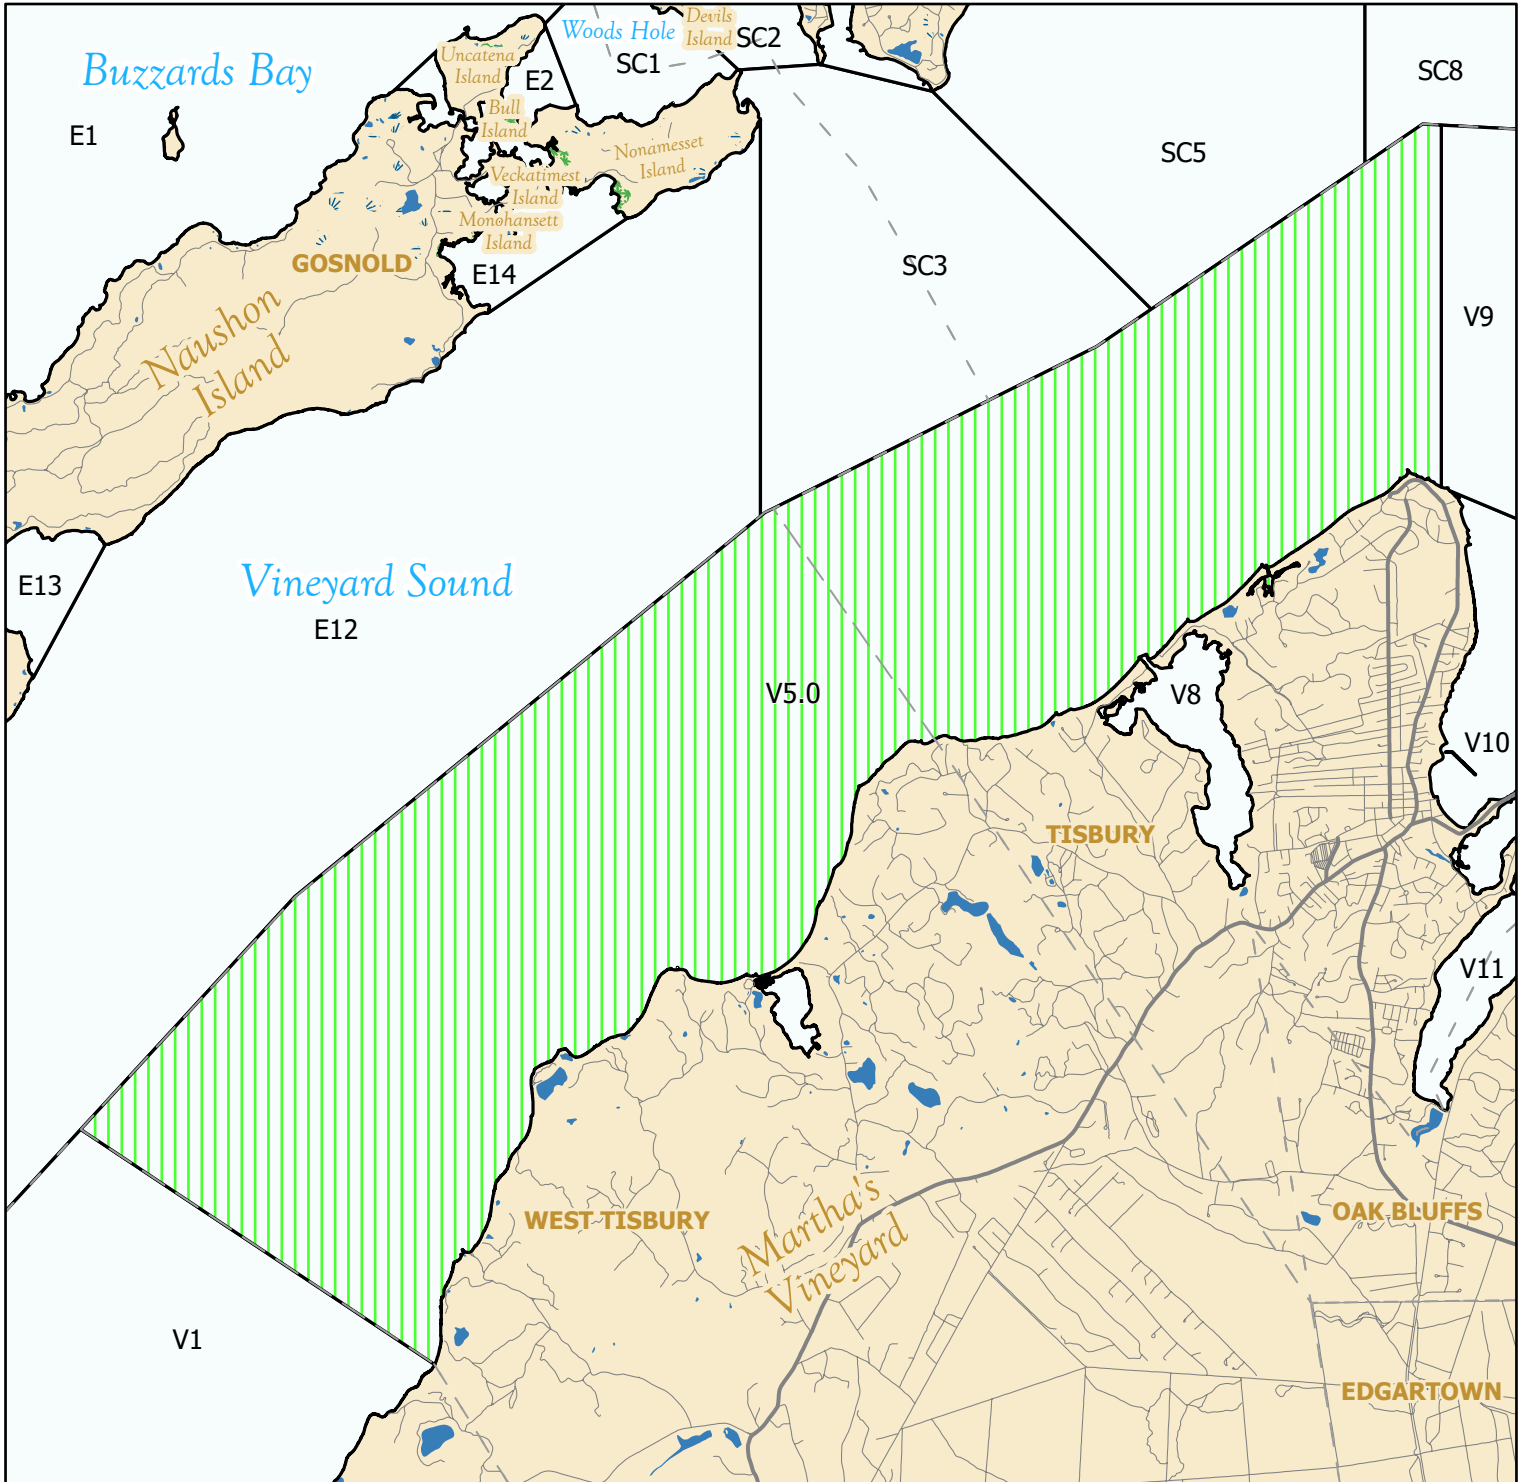 Buzzards Bay
Woods Hole
Devils
Island
SC1
SC2
SC8
Uncatena
Island
E2
Bull
Island
E1
Nonamesset
Island
SC5
Veckatimest
Island
Monohansett
Island
GOSNOLD
E14
SC3
V9
Naushon
Island
E13
Vineyard Sound
E12
V5.0
V8
V10
TISBURY
V11
WEST TISBURY
Martha's
Vineyard
OAK BLUFFS
V1
EDGARTOWN